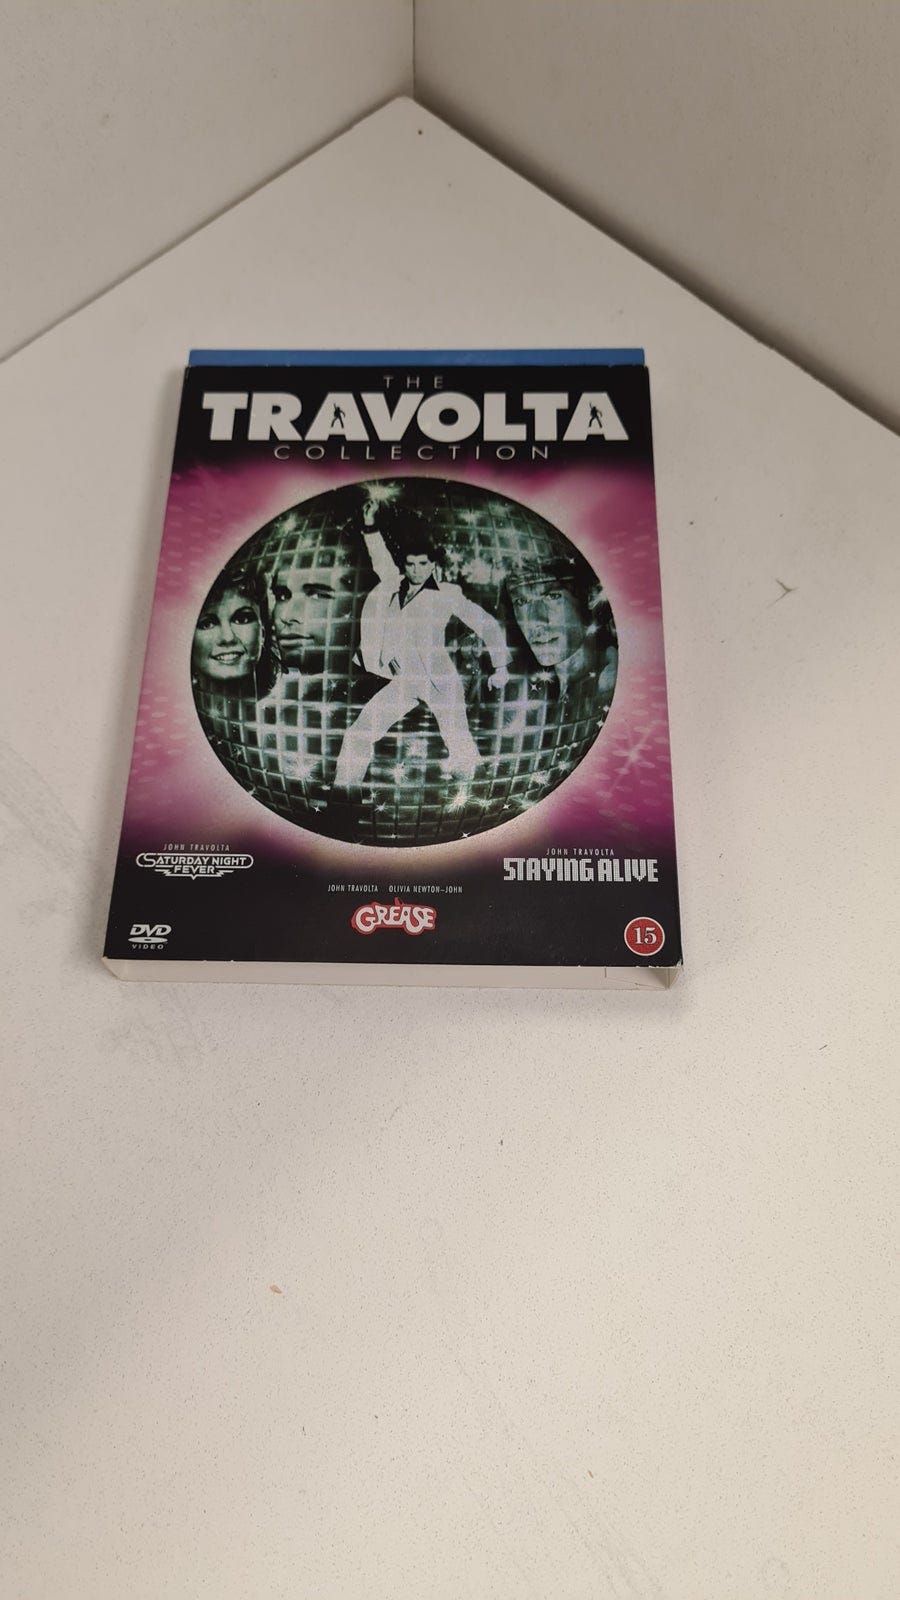 THE
TRAVOLTA
COLLECTION
JOHN TRAVOLTA
SATURDAY NIGHT
FEVER
JOHN TRAVOLTA
STAYING ALIVE
JOHN TRAVOLTA OLIVIA NEWTON-JOHN
GREASE
DVD
VIDEO
15